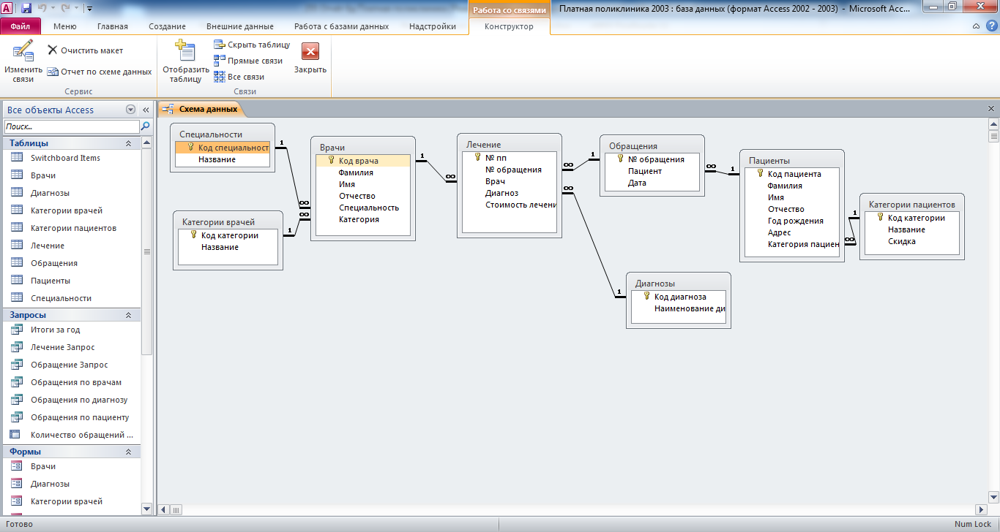 Работа со связями
Платная поликлиника 2003 : база данных (формат Access 2002 - 2003) - Microsoft Acc...
Файл
Меню
Главная
Создание
Внешние данные
Работа с базами данных
Надстройки
Конструктор
Изменить связи
Очистить макет
Отчет по схеме данных
Сервис
Отобразить таблицу
Скрыть таблицу
Прямые связи
Все связи
Закрыть
Связи
Все объекты Access
Поиск...
Таблицы
Switchboard Items
Врачи
Диагнозы
Категории врачей
Категории пациентов
Лечение
Обращения
Пациенты
Специальности
Запросы
Итоги за год
Лечение Запрос
Обращение Запрос
Обращения по врачам
Обращения по диагнозу
Обращения по пациенту
Количество обращений ...
Формы
Врачи
Диагнозы
Категории врачей
Схема данных
Специальности
Код специальност
Название
1
∞
Категории врачей
Код категории
Название
1
∞
Врачи
Код врача
Фамилия
Имя
Отчество
Специальность
Категория
1
∞
Лечение
№ пп
№ обращения
Врач
Диагноз
Стоимость лечени
∞
1
∞
1
Обращения
№ обращения
Пациент
Дата
∞
1
Диагнозы
Код диагноза
Наименование ди
Пациенты
Код пациента
Фамилия
Имя
Отчество
Год рождения
Адрес
Категория пациен
1
∞
Категории пациентов
Код категории
Название
Скидка
Готово
Num Lock